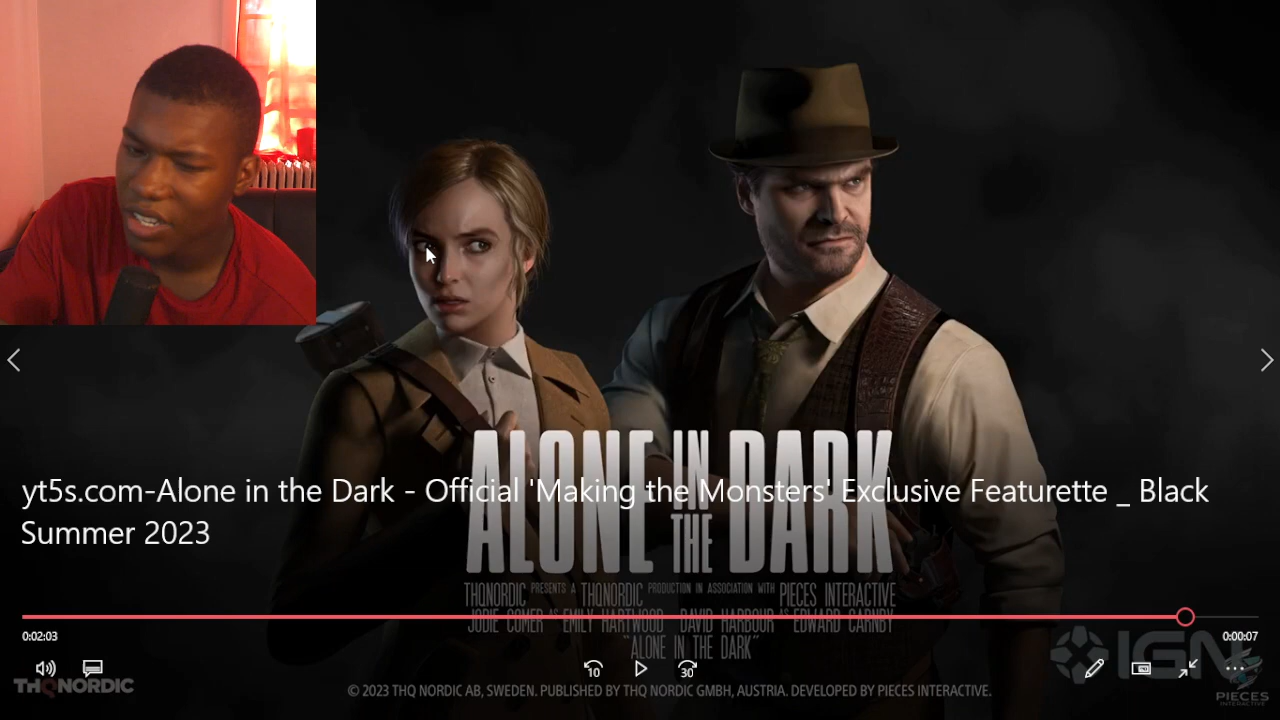 ALONE IN THE DARK
yt5s.com-Alone in the Dark - Official 'Making the Monsters' Exclusive Featurette _ Black
Summer 2023
THQNORDIC PRESENTS A THQNORDIC PRODUCTION IN ASSOCIATION WITH PIECES INTERACTIVE
JODIE COMER AS EMILY HARTWOOD DAVID HARBOUR AS EDWARD CARNBY
"ALONE IN THE DARK"
0:02:03
0:00:07
10
30
IGN
THQNORDIC
© 2023 THQ NORDIC AB, SWEDEN. PUBLISHED BY THQ NORDIC GMBH, AUSTRIA. DEVELOPED BY PIECES INTERACTIVE.
PIECES
INTERACTIVE